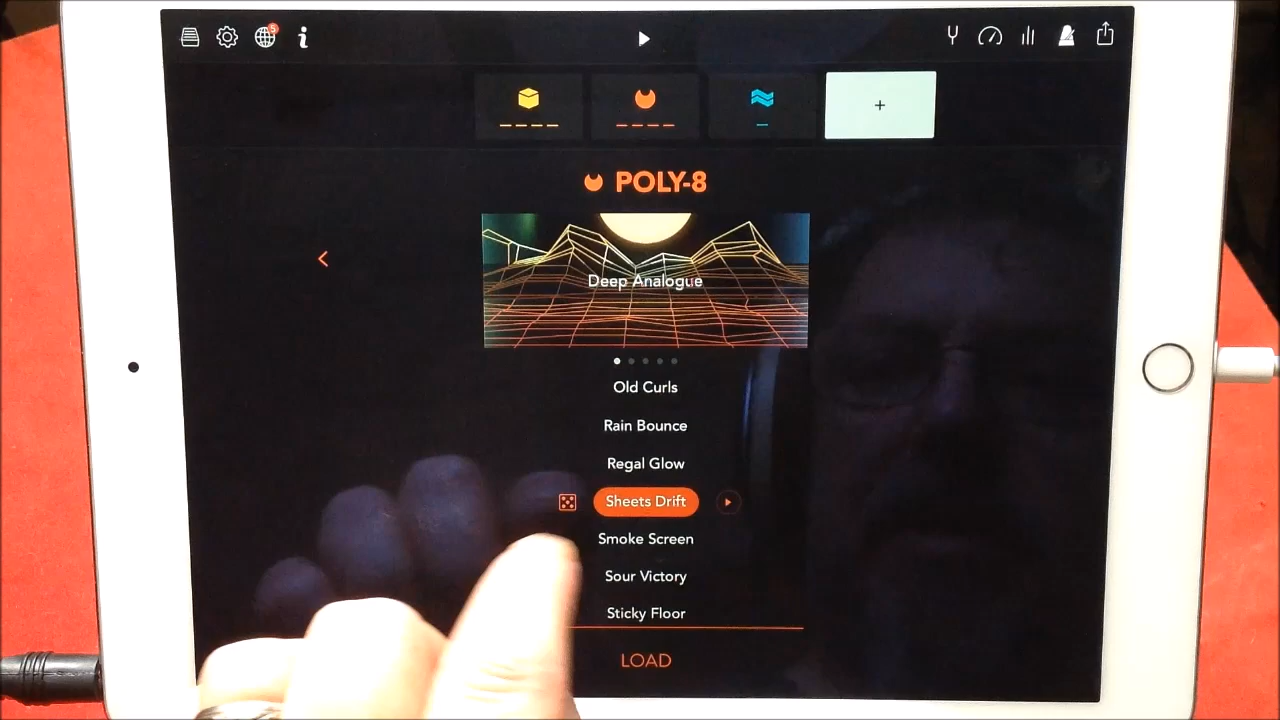 5
+
POLY-8
Deep Analogue
Old Curls
Rain Bounce
Regal Glow
Sheets Drift
Smoke Screen
Sour Victory
Sticky Floor
LOAD